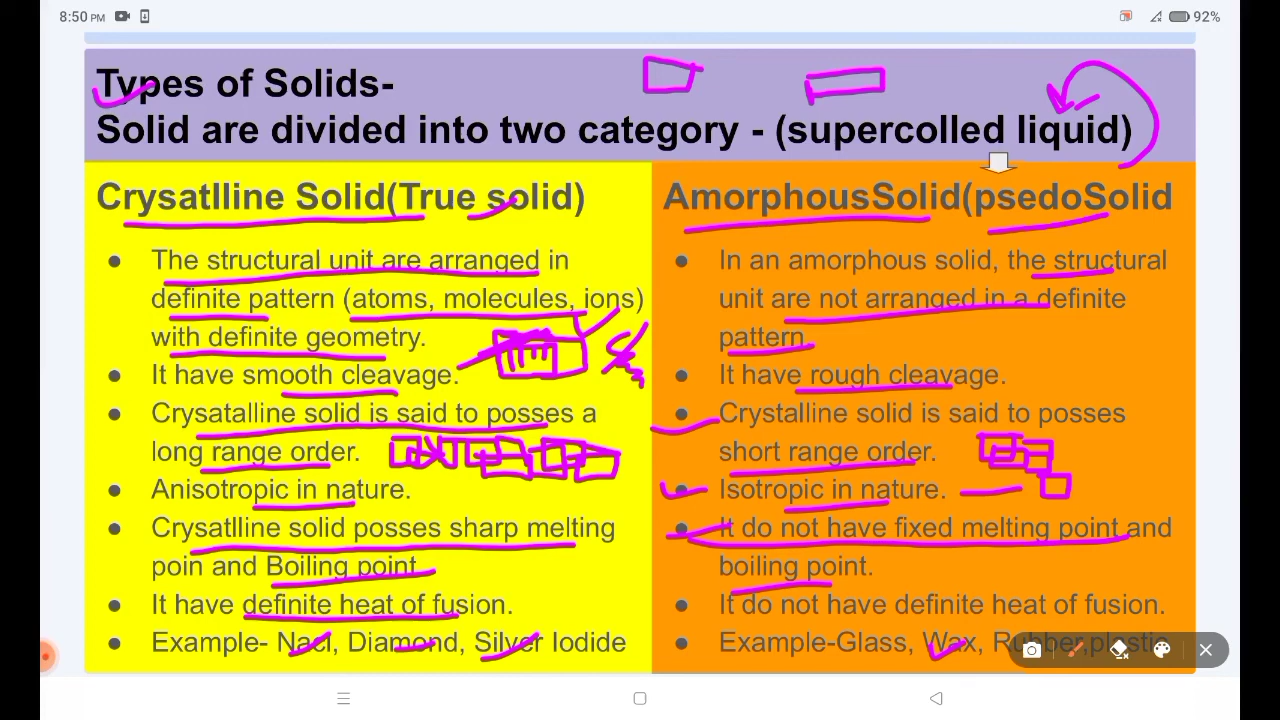 8:50 PM
92%
Types of Solids-
Solid are divided into two category - (supercolled liquid)
Crysatlline Solid(True solid)
● The structural unit are arranged in
definite pattern (atoms, molecules, ions)
with definite geometry.
● It have smooth cleavage.
● Crysatalline solid is said to posses a
long range order.
● Anisotropic in nature.
● Crysatlline solid posses sharp melting
poin and Boiling point
● It have definite heat of fusion.
● Example- Nacl, Diamond, Silver Iodide
AmorphousSolid(psedoSolid
● In an amorphous solid, the structural
unit are not arranged in a definite
pattern.
● It have rough cleavage.
● Crystalline solid is said to posses
short range order.
● Isotropic in nature.
● It do not have fixed melting point and
boiling point.
● It do not have definite heat of fusion.
● Example-Glass, Wax, Rubber,plastic